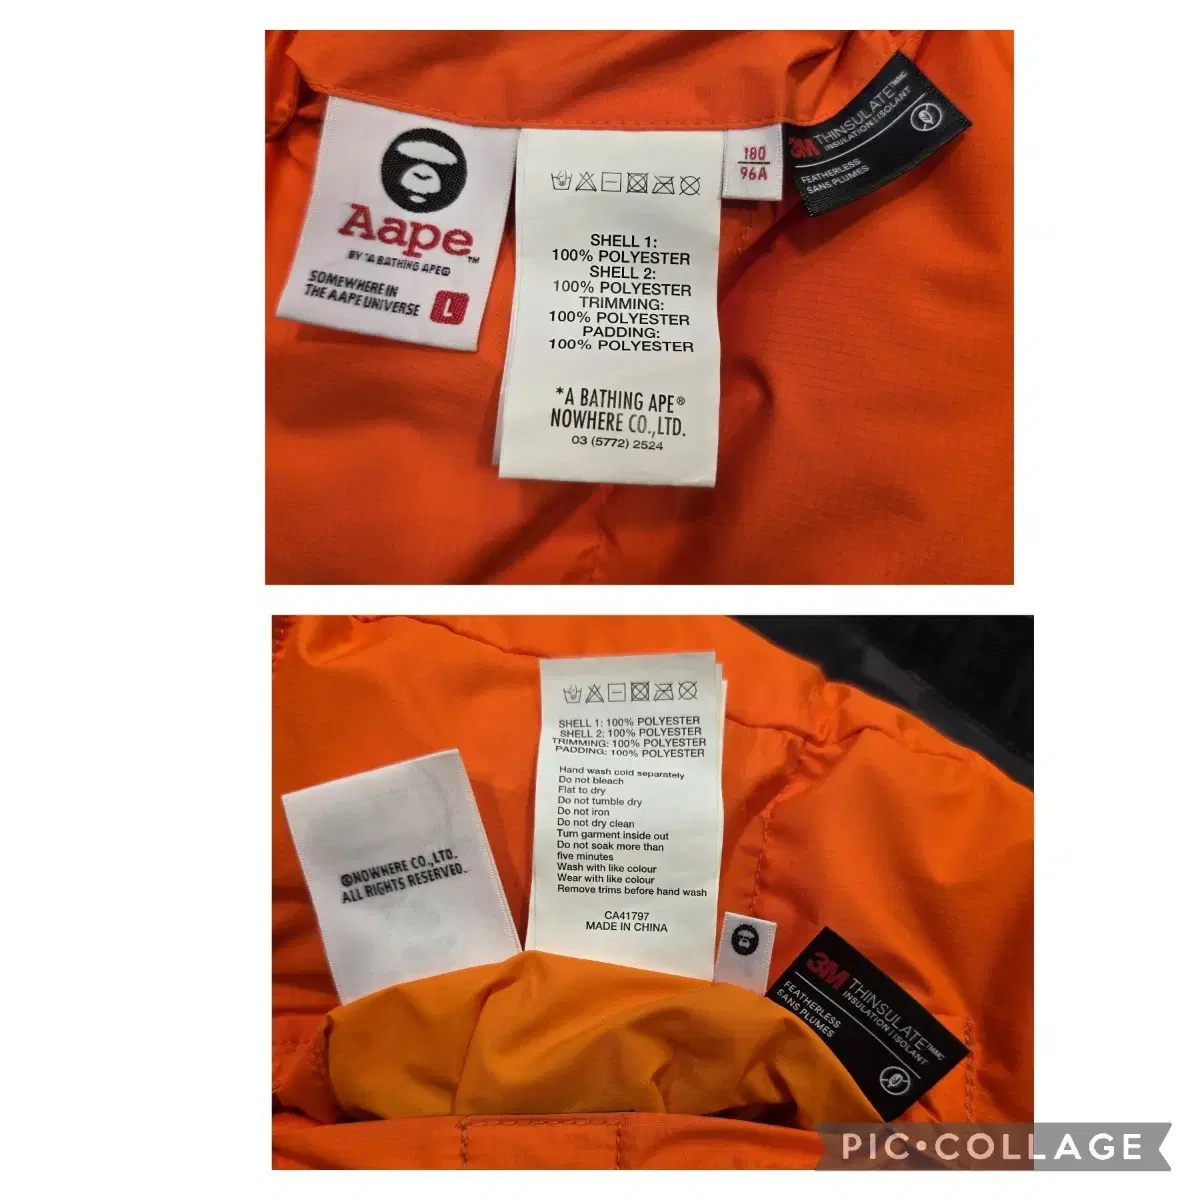 Aape
BY *A BATHING APE®
™
SOMEWHERE IN
THE AAPE UNIVERSE
L
SHELL 1:
100% POLYESTER
SHELL 2:
100% POLYESTER
TRIMMING:
100% POLYESTER
PADDING:
100% POLYESTER
*A BATHING APE®
NOWHERE CO.,LTD.
03 (5772) 2524
180
96A
3M THINSULATE™/MC
INSULATION | ISOLANT
FEATHERLESS
SANS PLUMES
©NOWHERE CO.,LTD.
ALL RIGHTS RESERVED.
SHELL 1: 100% POLYESTER
SHELL 2: 100% POLYESTER
TRIMMING: 100% POLYESTER
PADDING: 100% POLYESTER
Hand wash cold separately
Do not bleach
Flat to dry
Do not tumble dry
Do not iron
Do not dry clean
Turn garment inside out
Do not soak more than
five minutes
Wash with like colour
Wear with like colour
Remove trims before hand wash
CA41797
MADE IN CHINA
3M THINSULATE™/MC
INSULATION | ISOLANT
FEATHERLESS
SANS PLUMES
PIC•COLLAGE